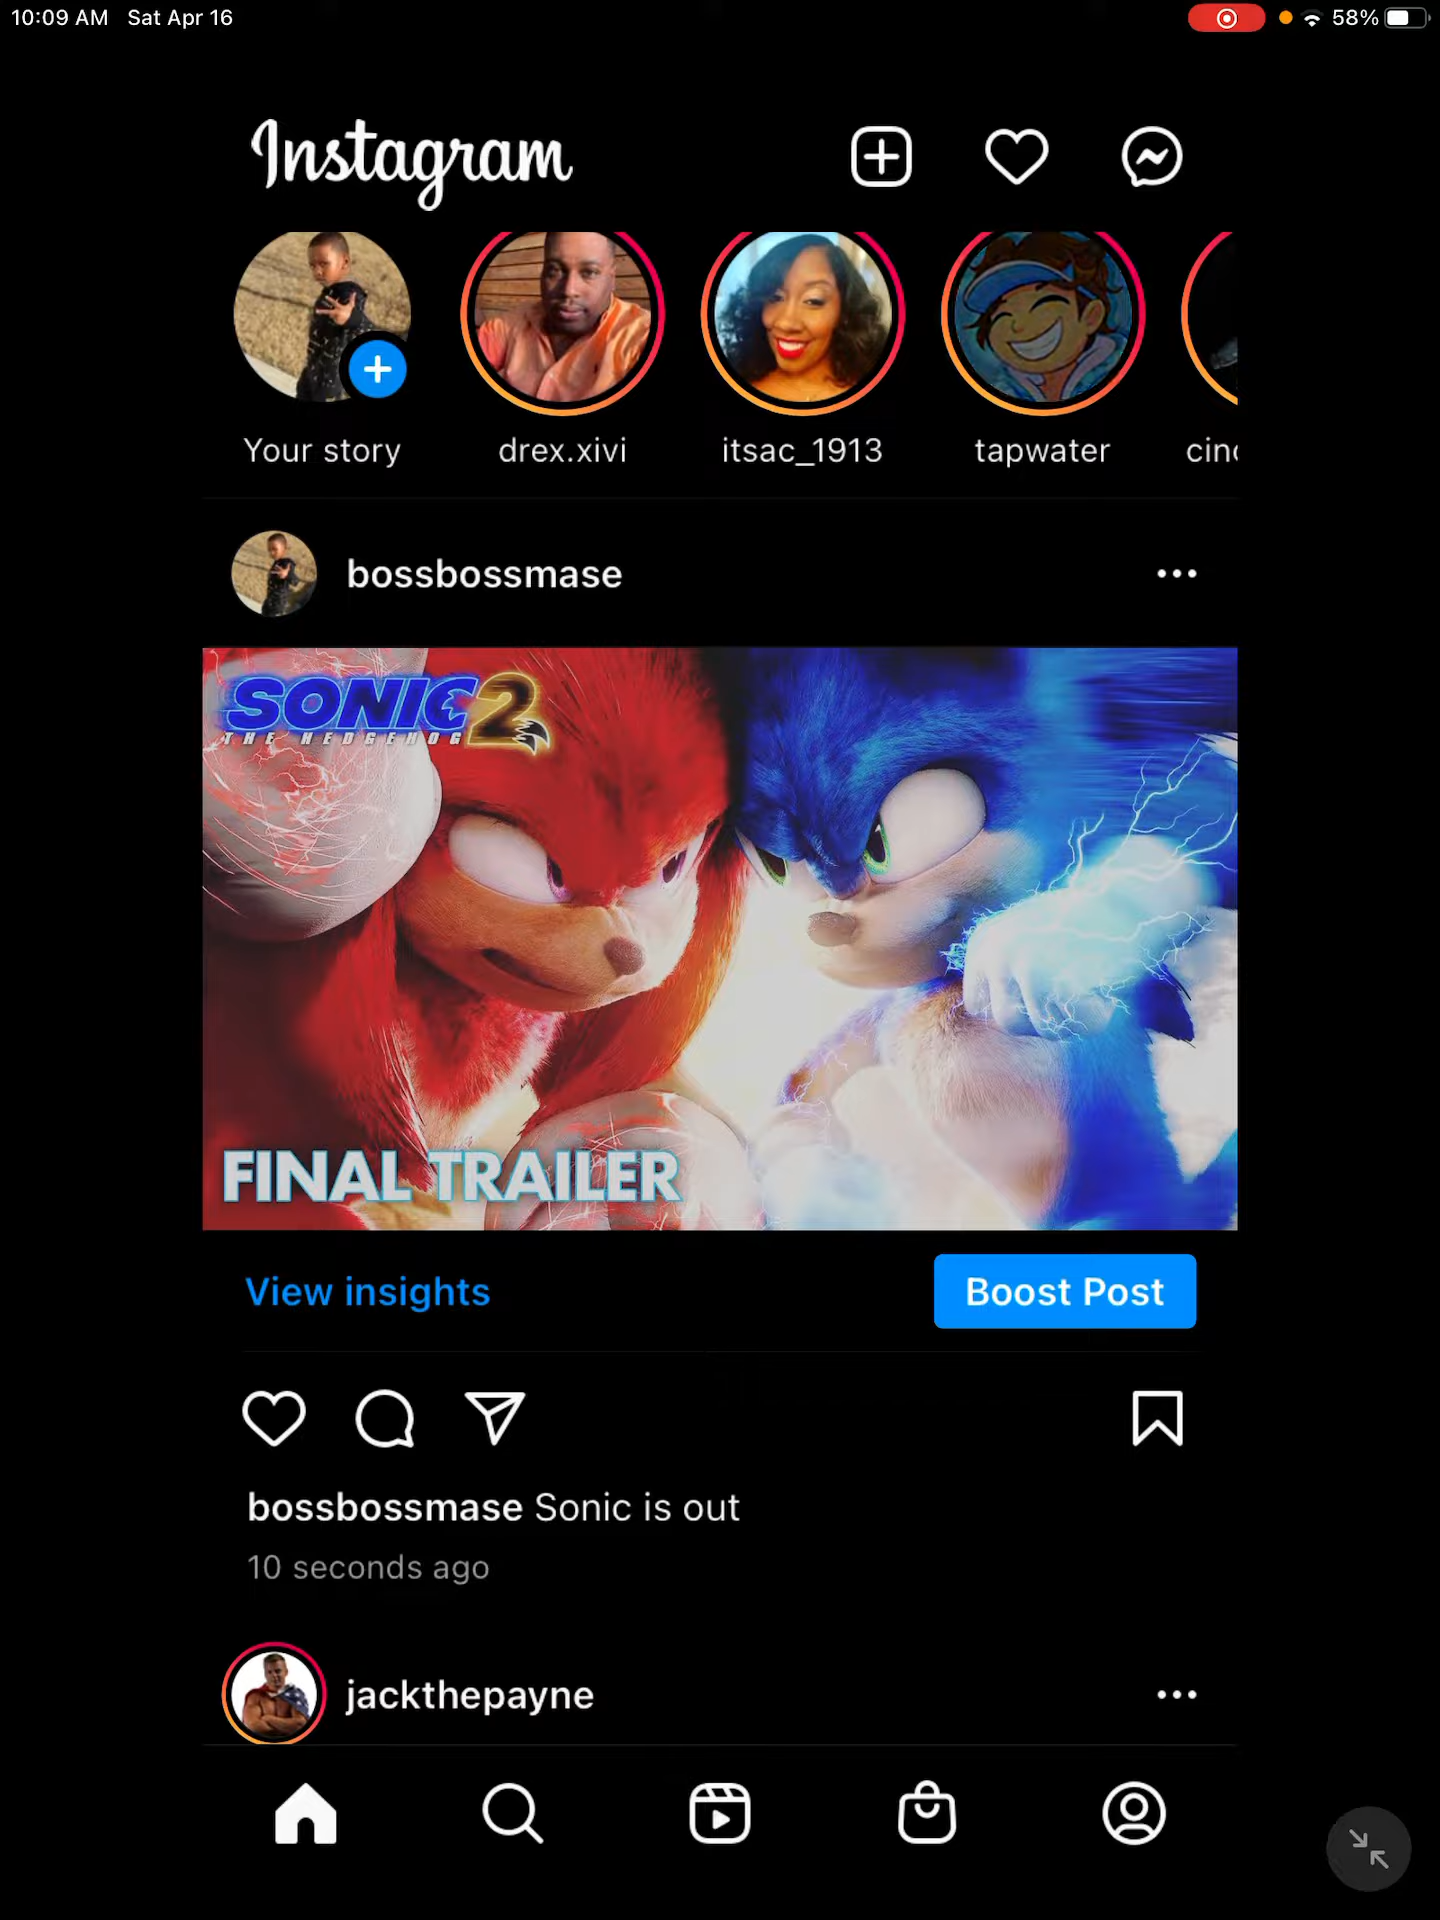 10:09 AM Sat Apr 16
58%
Instagram
Your story
drex.xivi
itsac_1913
tapwater
cinc
bossbossmase
SONIC 2
THE HEDGEHOG
FINAL TRAILER
View insights
Boost Post
bossbossmase Sonic is out
10 seconds ago
jackthepayne